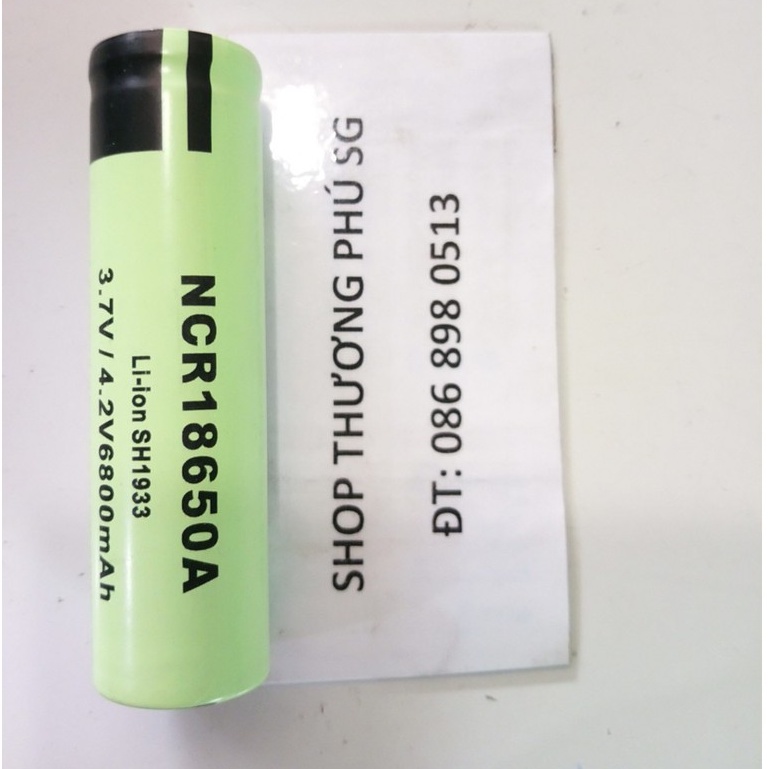 NCR18650A
Li-ion SH1933
3.7V / 4.2V6800mAh
SHOP THƯƠNG PHÚ SG
ĐT: 086 898 0513